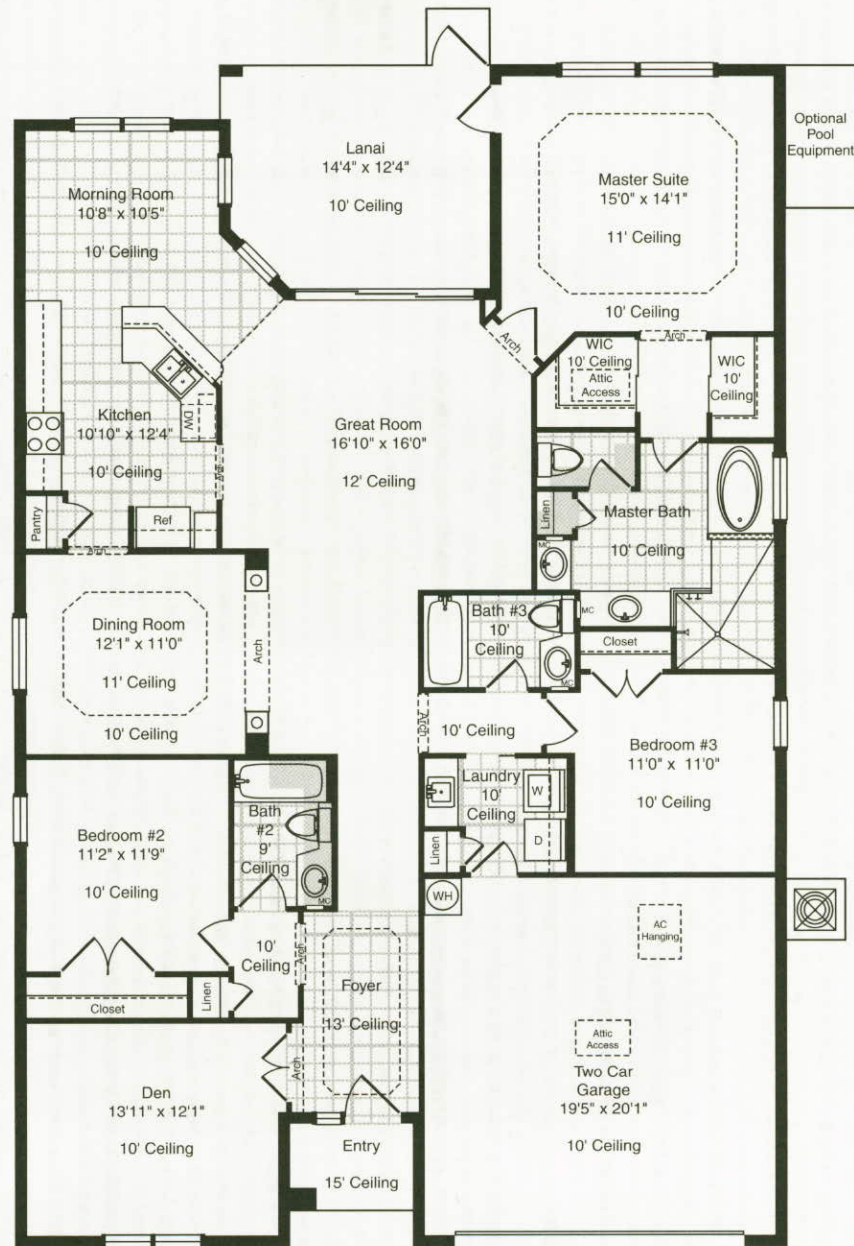 Lanai
14'4" x 12'4"
10' Ceiling
Optional
Pool
Equipment
Morning Room
10'8" x 10'5"
10' Ceiling
Master Suite
15'0" x 14'1"
11' Ceiling
10' Ceiling
Arch
Arch
WIC
10' Ceiling
Attic
Access
WIC
10'
Ceiling
Kitchen
10'10" x 12'4"
10' Ceiling
DW
Arch
Great Room
16'10" x 16'0"
12' Ceiling
Pantry
Ref
Arch
Linen
Master Bath
10' Ceiling
MC
MC
Dining Room
12'1" x 11'0"
11' Ceiling
10' Ceiling
Arch
Bath #3
10'
Ceiling
MC
Closet
Arch
10' Ceiling
Bedroom #3
11'0" x 11'0"
10' Ceiling
Laundry
10'
Ceiling
W
D
Linen
Bedroom #2
11'2" x 11'9"
10' Ceiling
Bath
#2
9'
Ceiling
MC
WH
AC
Hanging
10'
Ceiling
Arch
Linen
Closet
Foyer
13' Ceiling
Arch
Attic
Access
Two Car
Garage
19'5" x 20'1"
10' Ceiling
Den
13'11" x 12'1"
10' Ceiling
Entry
15' Ceiling